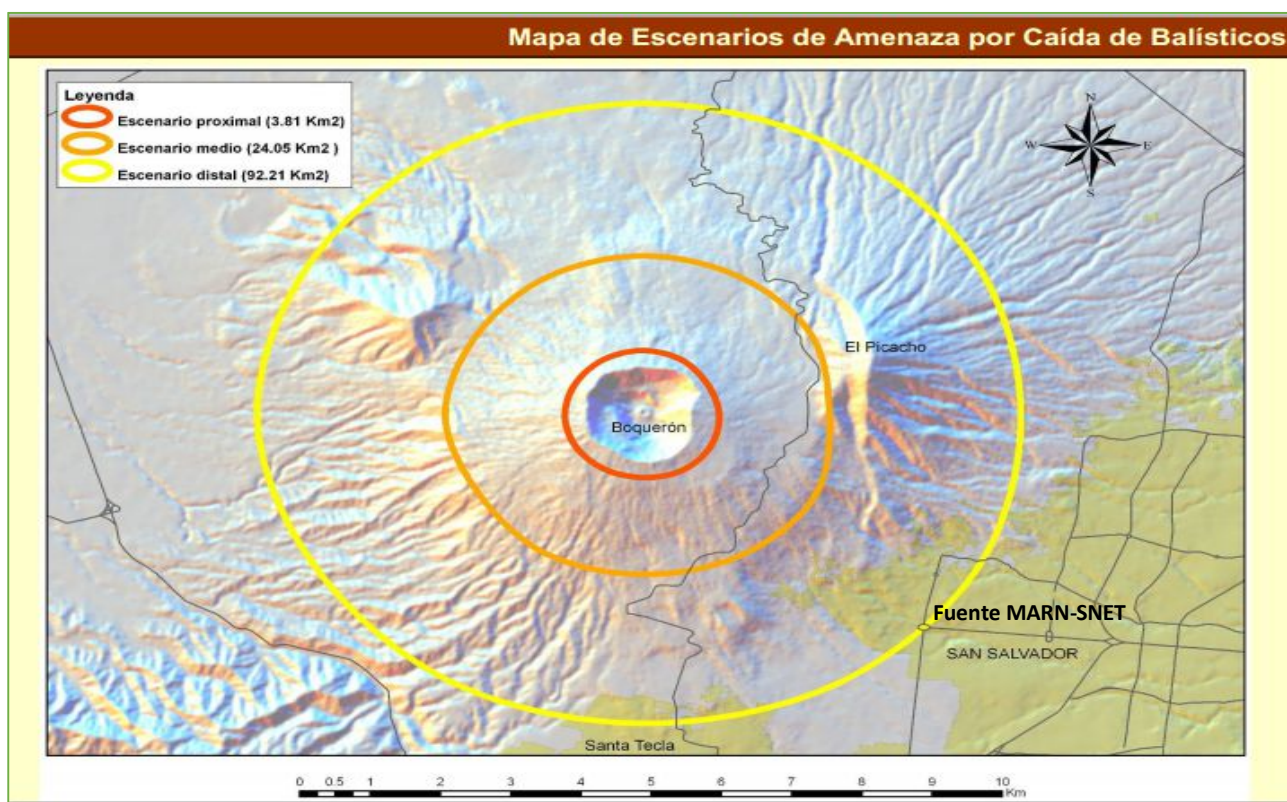 Mapa de Escenarios de Amenaza por Caída de Balísticos
Leyenda
Escenario proximal (3.81 Km2)
Escenario medio (24.05 Km2 )
Escenario distal (92.21 Km2)
N
W E
S
El Picacho
Boquerón
Fuente MARN-SNET
SAN SALVADOR
Santa Tecla
0 0.5 1 2 3 4 5 6 7 8 9 10
Km